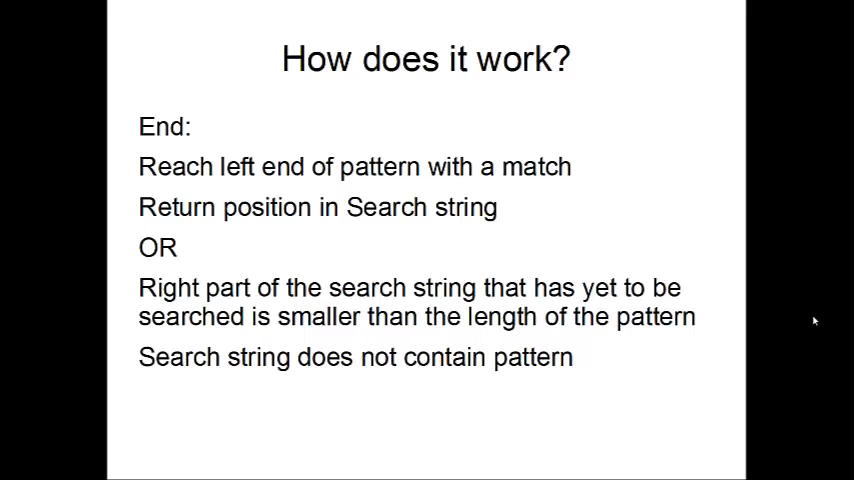 How does it work?
End:
Reach left end of pattern with a match
Return position in Search string
OR
Right part of the search string that has yet to be
searched is smaller than the length of the pattern
Search string does not contain pattern